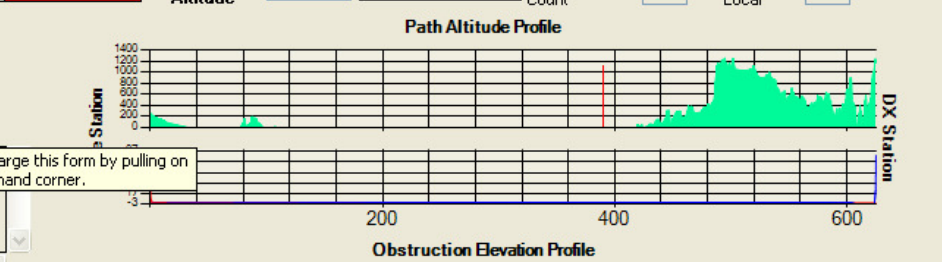 Altitude
Count
Local
Path Altitude Profile
1400
1200
1000
800
600
400
200
0
e Station
DX Station
arge this form by pulling on
hand corner.
-3
200
400
600
Obstruction Elevation Profile